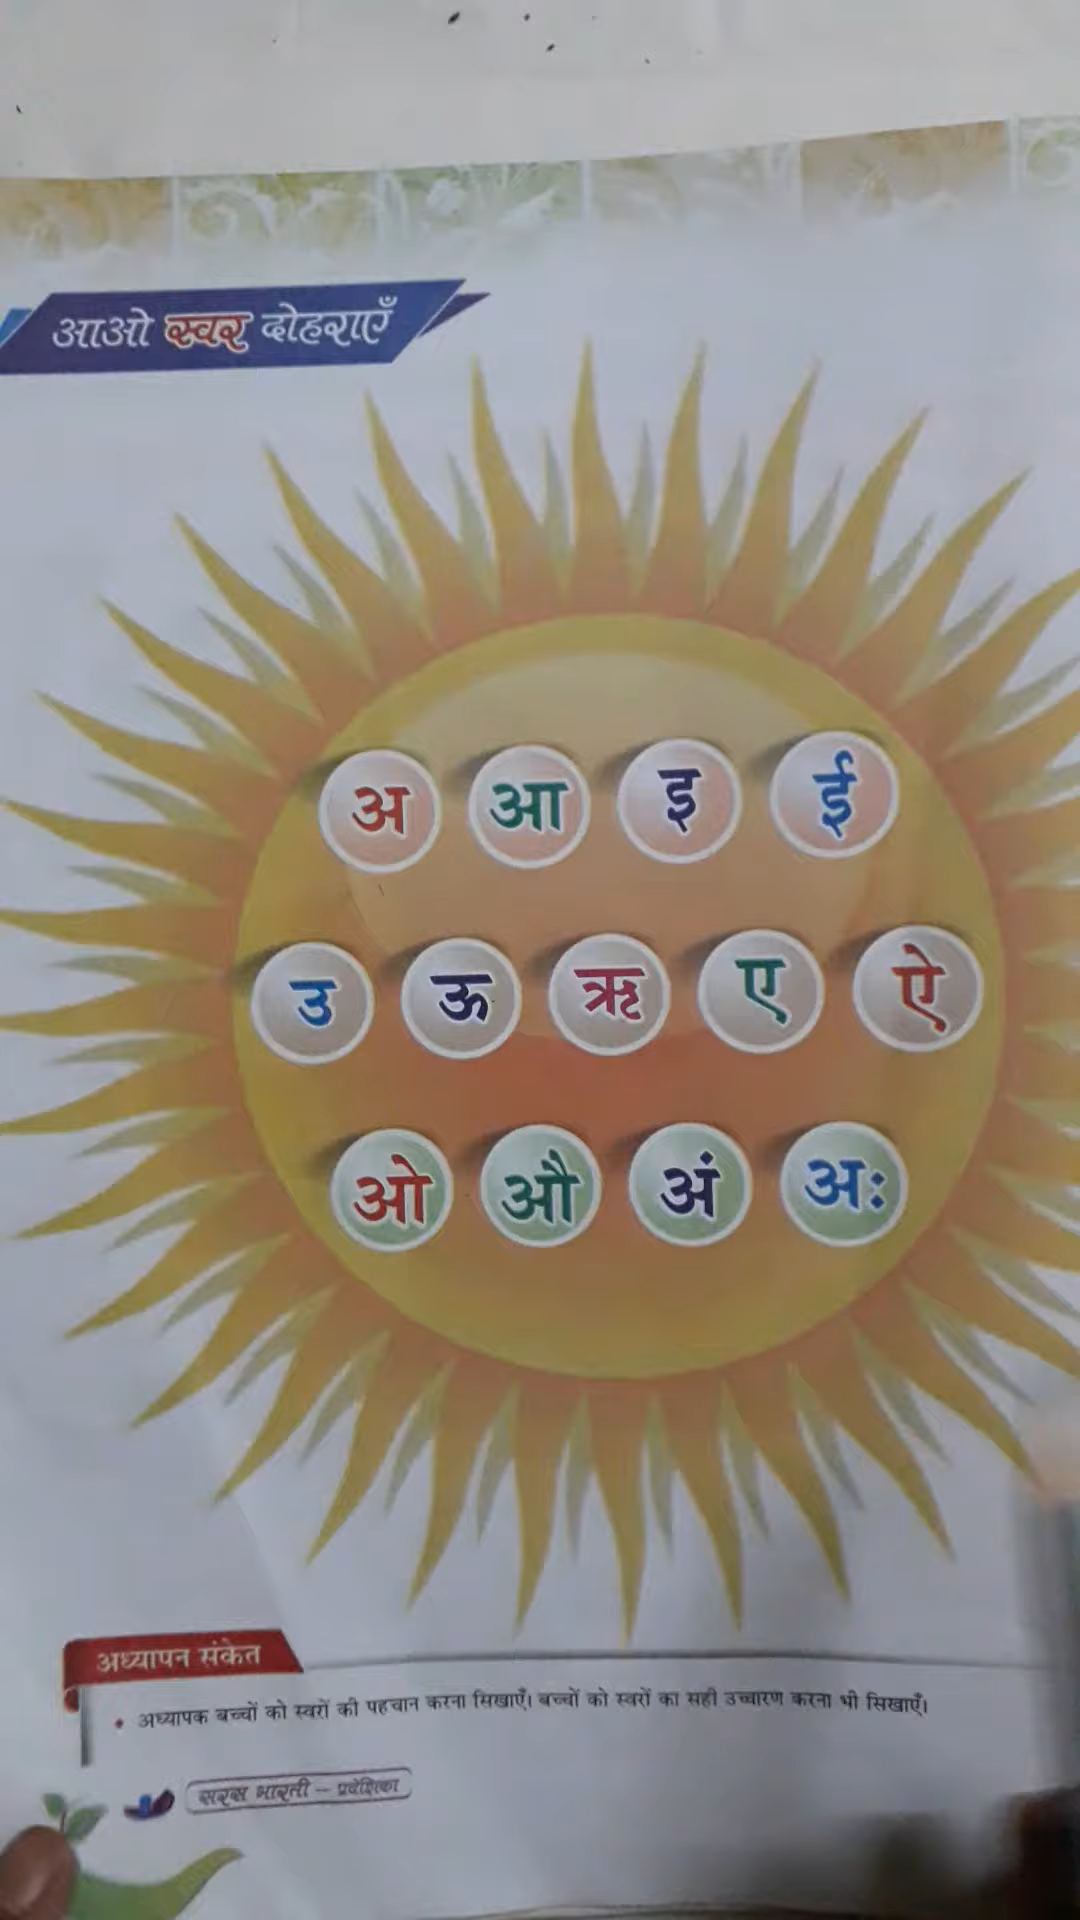 आओ स्वर दोहराएँ
अ आ इ ई
उ ऊ ऋ ए ऐ
ओ औ अं अः
अध्यापन संकेत
• अध्यापक बच्चों को स्वरों की पहचान करना सिखाएँ। बच्चों को स्वरों का सही उच्चारण करना भी सिखाएँ।
सरस भारती – प्रवेशिका